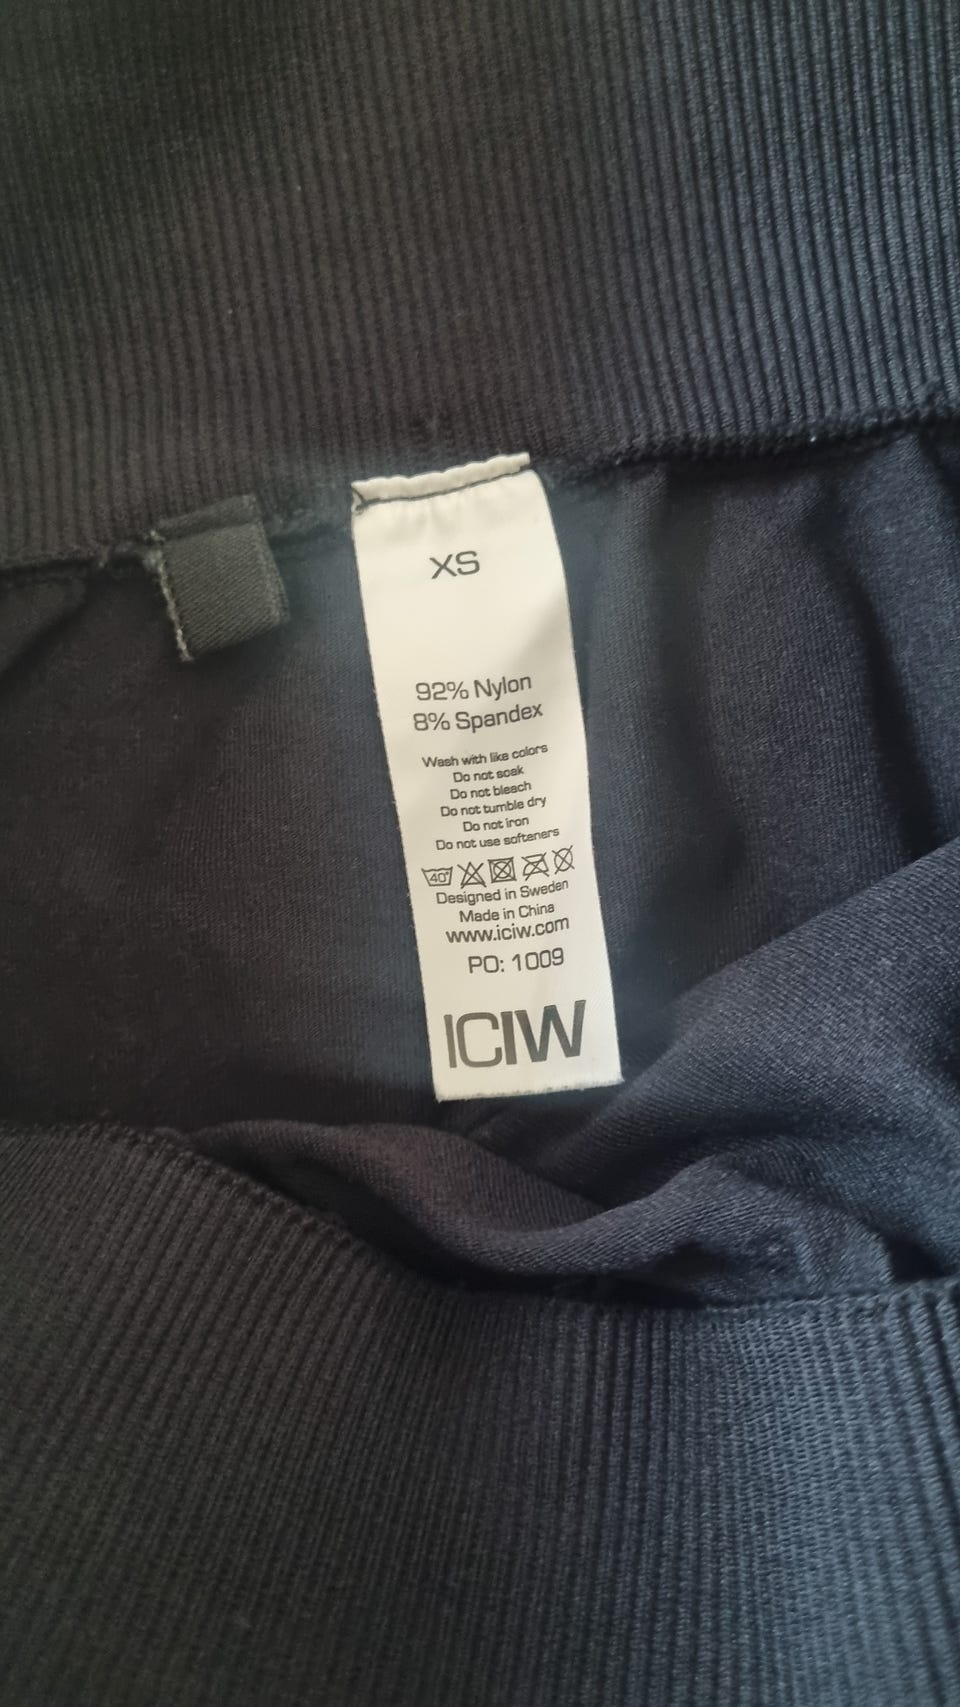 XS
92% Nylon
8% Spandex
Wash with like colors
Do not soak
Do not bleach
Do not tumble dry
Do not iron
Do not use softeners
40°
Designed in Sweden
Made in China
www.iciw.com
PO: 1009
ICIW